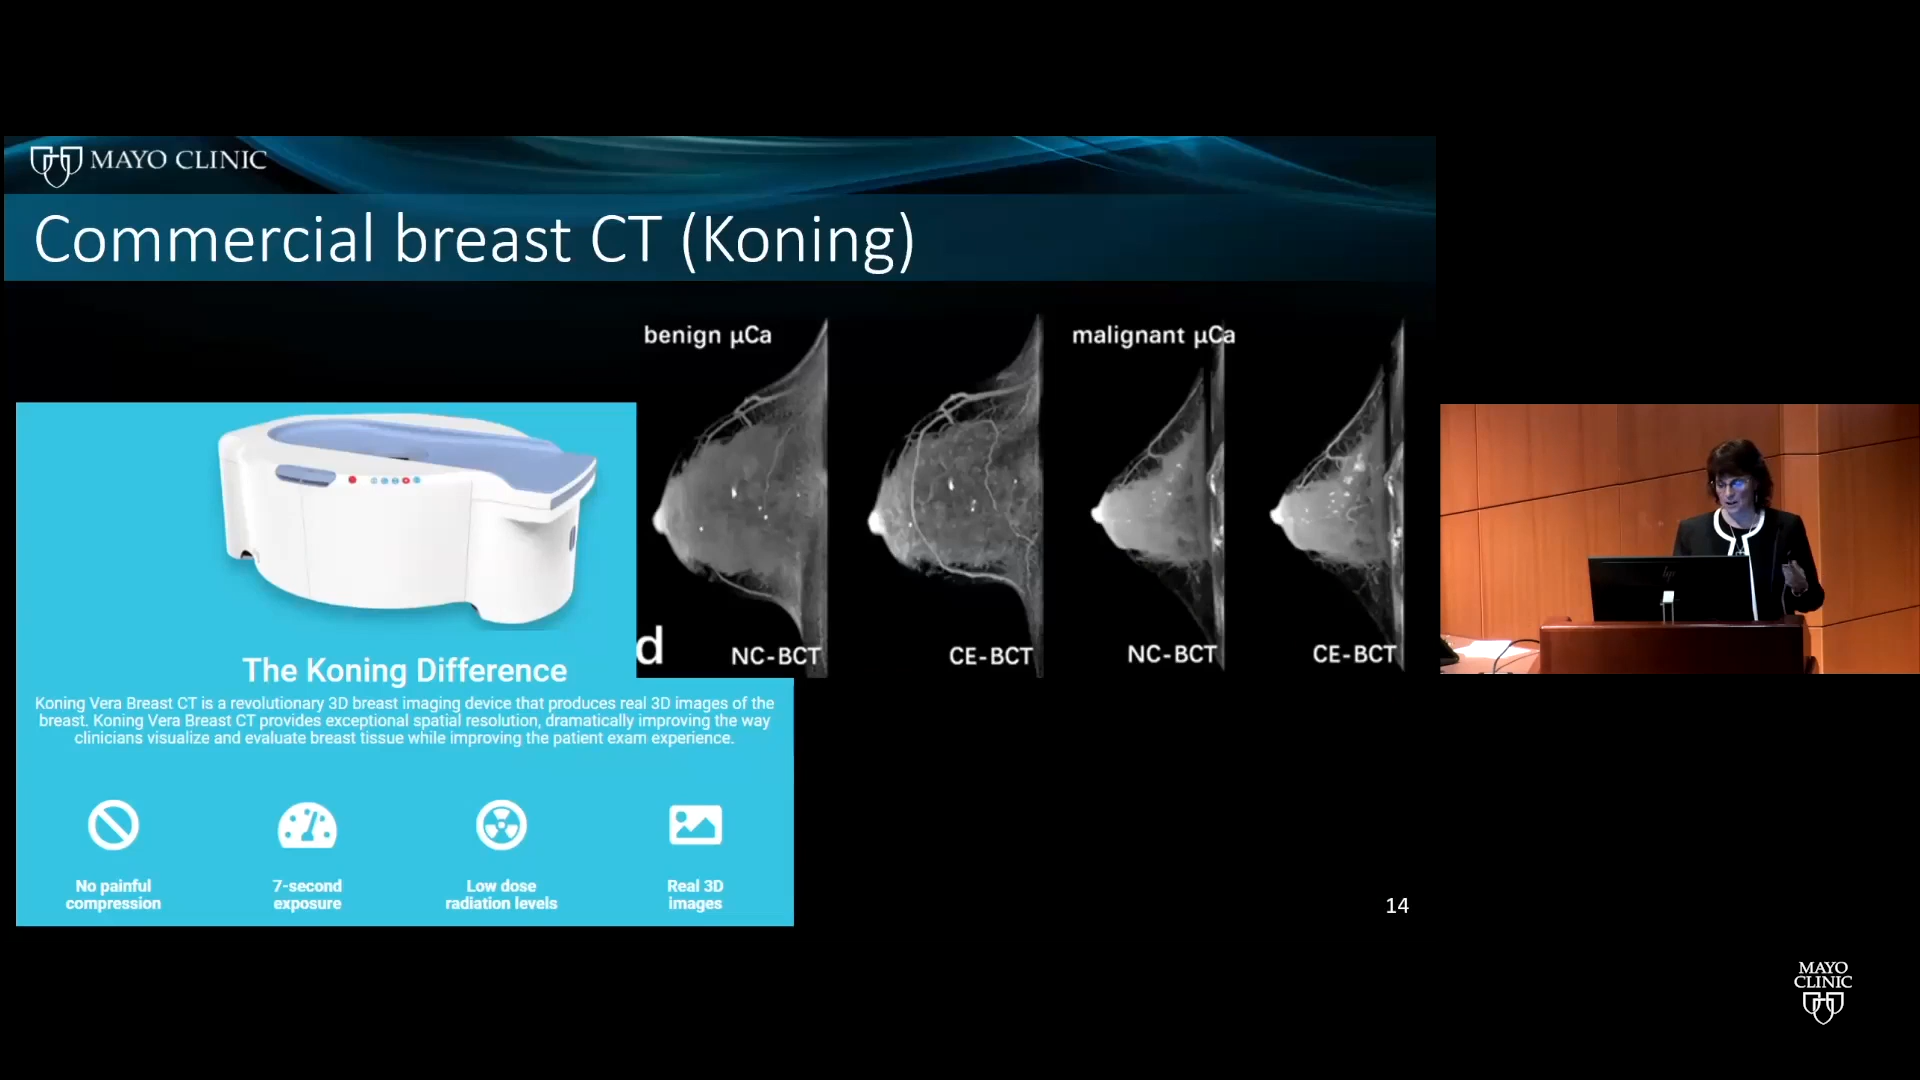 MAYO CLINIC
Commercial breast CT (Koning)
benign µCa
malignant µCa
d
NC-BCT
CE-BCT
NC-BCT
CE-BCT
The Koning Difference
Koning Vera Breast CT is a revolutionary 3D breast imaging device that produces real 3D images of the
breast. Koning Vera Breast CT provides exceptional spatial resolution, dramatically improving the way
clinicians visualize and evaluate breast tissue while improving the patient exam experience.
No painful
compression
7-second
exposure
Low dose
radiation levels
Real 3D
images
14
hp
MAYO
CLINIC